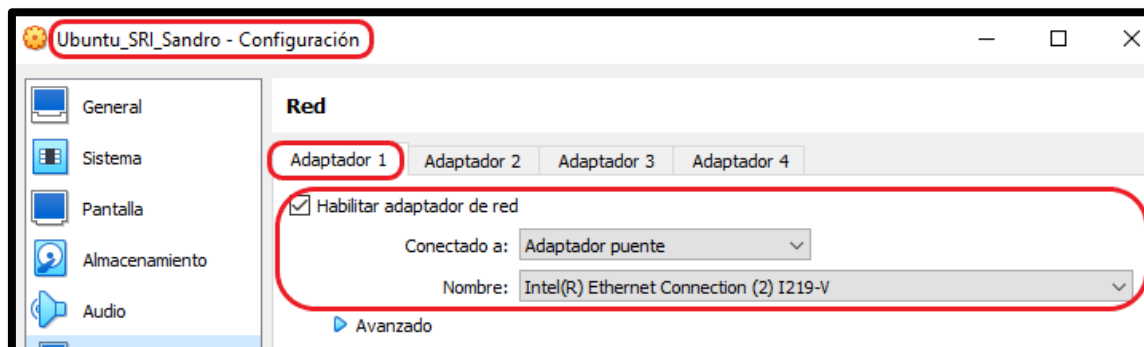 Ubuntu_SRI_Sandro - Configuración
General
Sistema
Pantalla
Almacenamiento
Audio
Red
Adaptador 1 Adaptador 2 Adaptador 3 Adaptador 4
Habilitar adaptador de red
Conectado a: Adaptador puente
Nombre: Intel(R) Ethernet Connection (2) I219-V
Avanzado